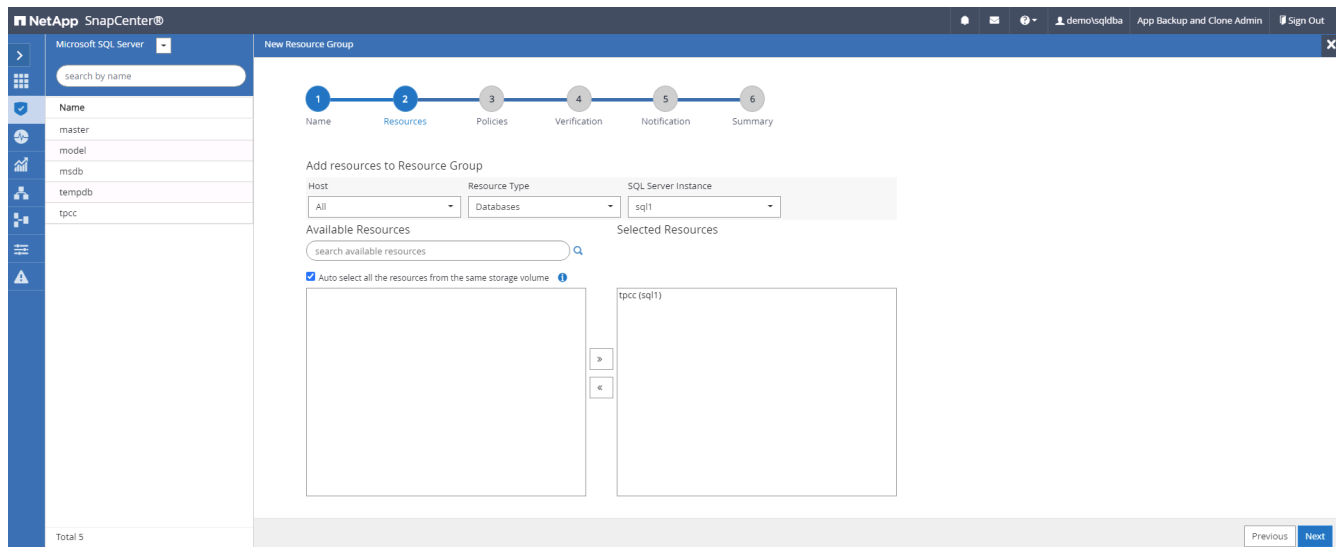 NetApp SnapCenter®
demo\sqldba App Backup and Clone Admin Sign Out
Microsoft SQL Server
search by name
Name
master
model
msdb
tempdb
tpcc
Total 5
New Resource Group
1 2 3 4 5 6
Name Resources Policies Verification Notification Summary
Add resources to Resource Group
Host Resource Type SQL Server Instance
All Databases sql1
Available Resources Selected Resources
search available resources
Auto select all the resources from the same storage volume
tpcc (sql1)
Previous Next